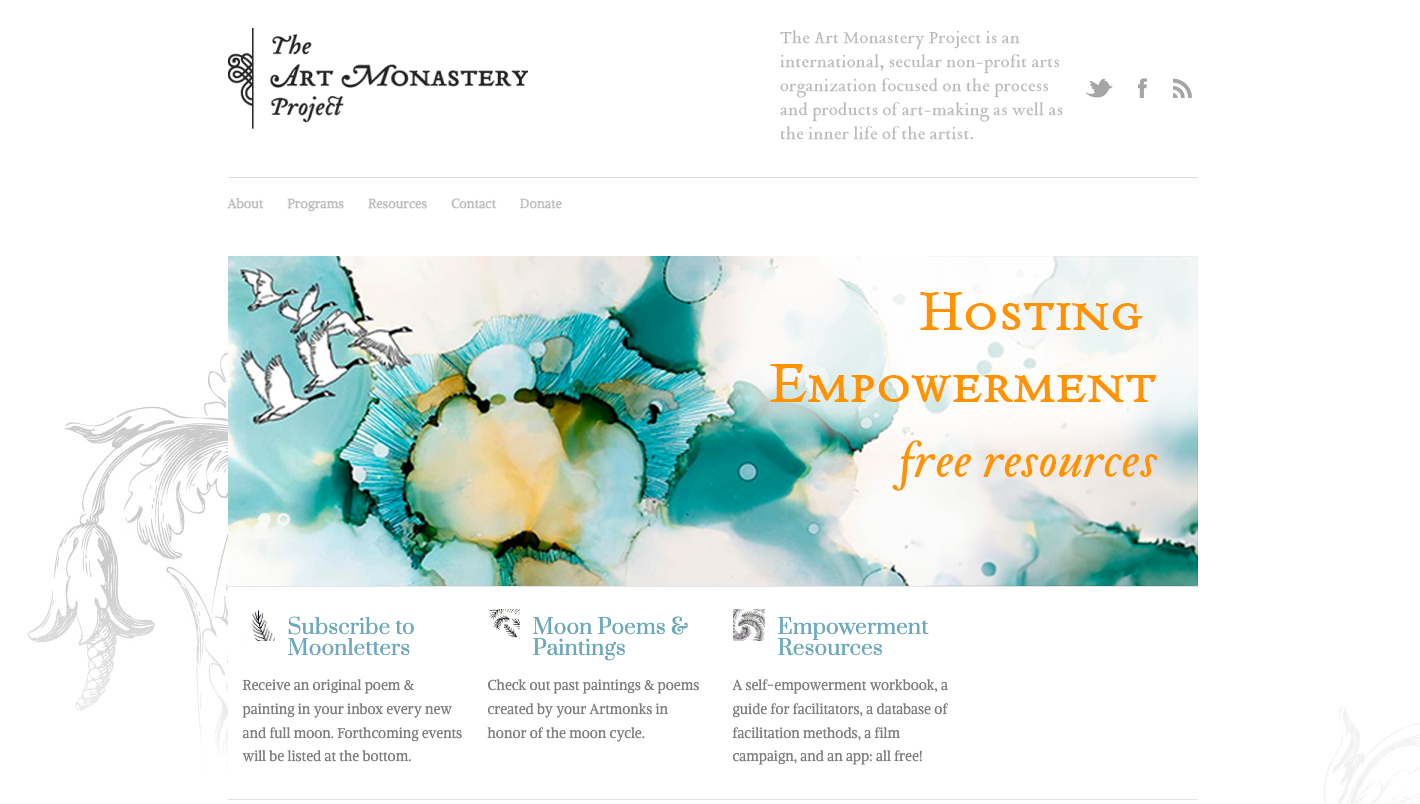 The
Art Monastery
Project
The Art Monastery Project is an
international, secular non-profit arts
organization focused on the process
and products of art-making as well as
the inner life of the artist.
About Programs Resources Contact Donate
Hosting
Empowerment
free resources
Subscribe to
Moonletters
Receive an original poem &
painting in your inbox every new
and full moon. Forthcoming events
will be listed at the bottom.
Moon Poems &
Paintings
Check out past paintings & poems
created by your Artmonks in
honor of the moon cycle.
Empowerment
Resources
A self-empowerment workbook, a
guide for facilitators, a database of
facilitation methods, a film
campaign, and an app: all free!